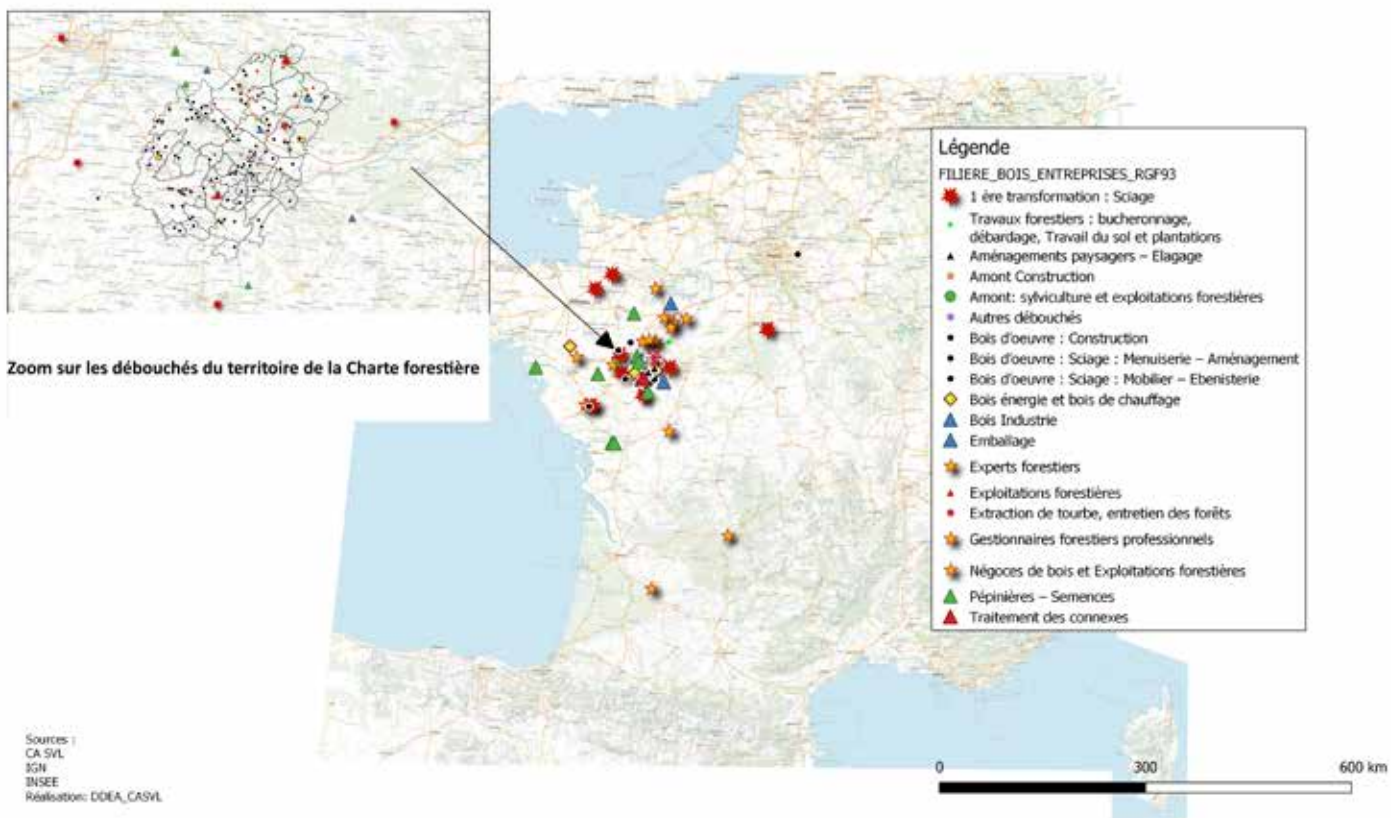 Zoom sur les débouchés du territoire de la Charte forestière
Légende
FILIERE_BOIS_ENTREPRISES_RGF93
1 ère transformation : Sciage
Travaux forestiers : bucheronnage,
débardage, Travail du sol et plantations
Aménagements paysagers – Elagage
Amont Construction
Amont: sylviculture et exploitations forestières
Autres débouchés
Bois d'oeuvre : Construction
Bois d'oeuvre : Sciage : Menuiserie – Aménagement
Bois d'oeuvre : Sciage : Mobilier – Ebenisterie
Bois énergie et bois de chauffage
Bois Industrie
Emballage
Experts forestiers
Exploitations forestières
Extraction de tourbe, entretien des forêts
Gestionnaires forestiers professionnels
Négoces de bois et Exploitations forestières
Pépinières – Semences
Traitement des connexes
Sources :
CA SVL
IGN
INSEE
Réalisation: DDEA_CASVL
0 300 600 km